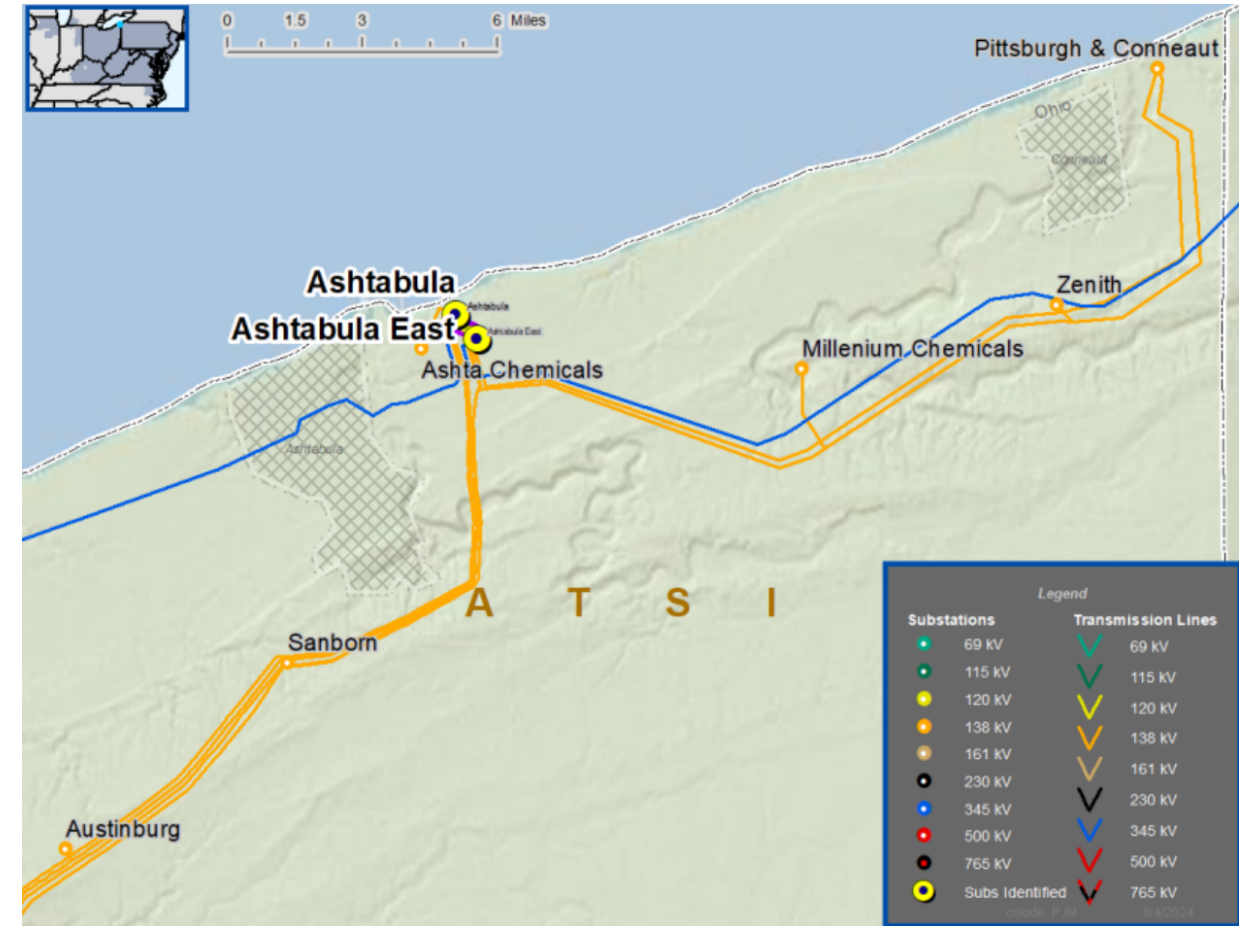 0 1.5 3 6 Miles
Pittsburgh & Conneaut
Ohio
Conneaut
Zenith
Ashtabula
Ashtabula
Ashtabula East
Ashtabula East
Millenium Chemicals
Ashta Chemicals
Ashtabula
A T S I
Sanborn
Austinburg
Legend
Substations
69 kV
115 kV
120 kV
138 kV
161 kV
230 kV
345 kV
500 kV
765 kV
Subs Identified
Transmission Lines
69 kV
115 kV
120 kV
138 kV
161 kV
230 kV
345 kV
500 kV
765 kV
6/4/2024